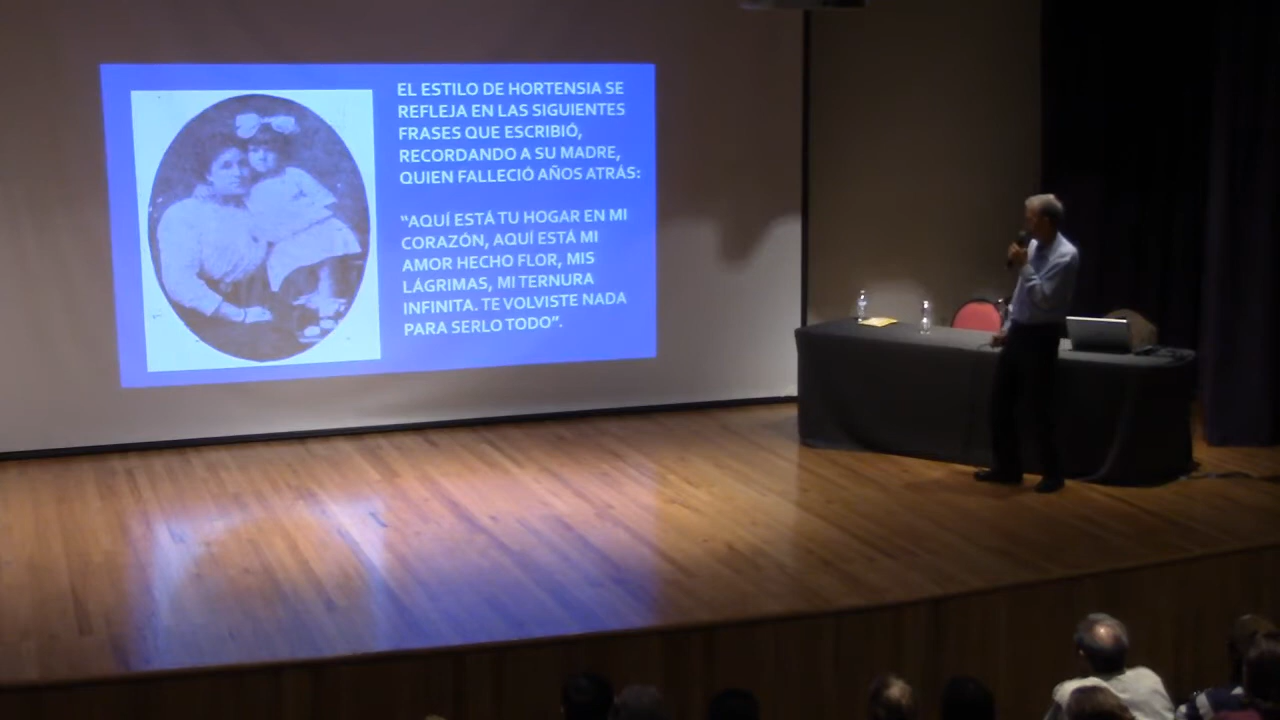 EL ESTILO DE HORTENSIA SE
REFLEJA EN LAS SIGUIENTES
FRASES QUE ESCRIBIÓ,
RECORDANDO A SU MADRE,
QUIEN FALLECIÓ AÑOS ATRÁS:
“AQUÍ ESTÁ TU HOGAR EN MI
CORAZÓN, AQUÍ ESTÁ MI
AMOR HECHO FLOR, MIS
LÁGRIMAS, MI TERNURA
INFINITA. TE VOLVISTE NADA
PARA SERLO TODO”.